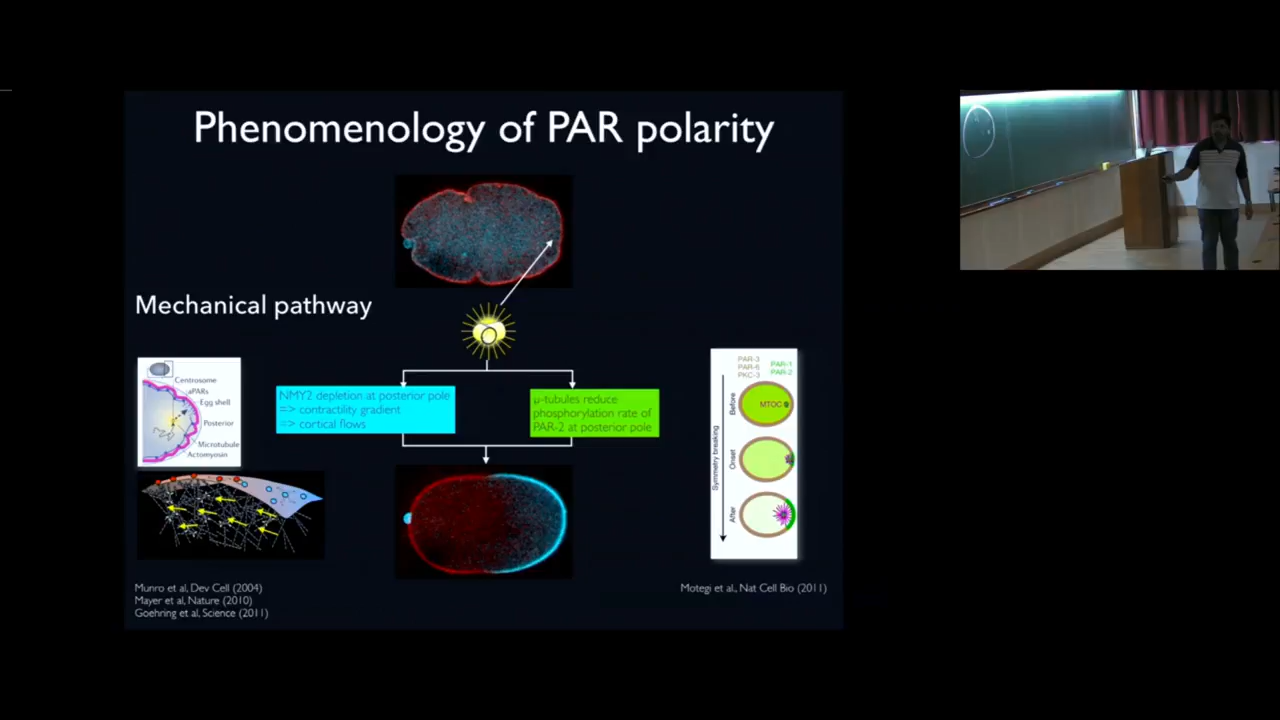 Phenomenology of PAR polarity
Mechanical pathway
Centrosome
aPARs
Egg shell
Posterior
Microtubule
Actomyosin
NMY2 depletion at posterior pole
=> contractility gradient
=> cortical flows
μ-tubules reduce
phosphorylation rate of
PAR-2 at posterior pole
PAR-3
PAR-6
PKC-3
PAR-1
PAR-2
Symmetry breaking
Before
MTOC
Onset
After
Munro et al, Dev Cell (2004)
Mayer et al, Nature (2010)
Goehring et al, Science (2011)
Motegi et al., Nat Cell Bio (2011)